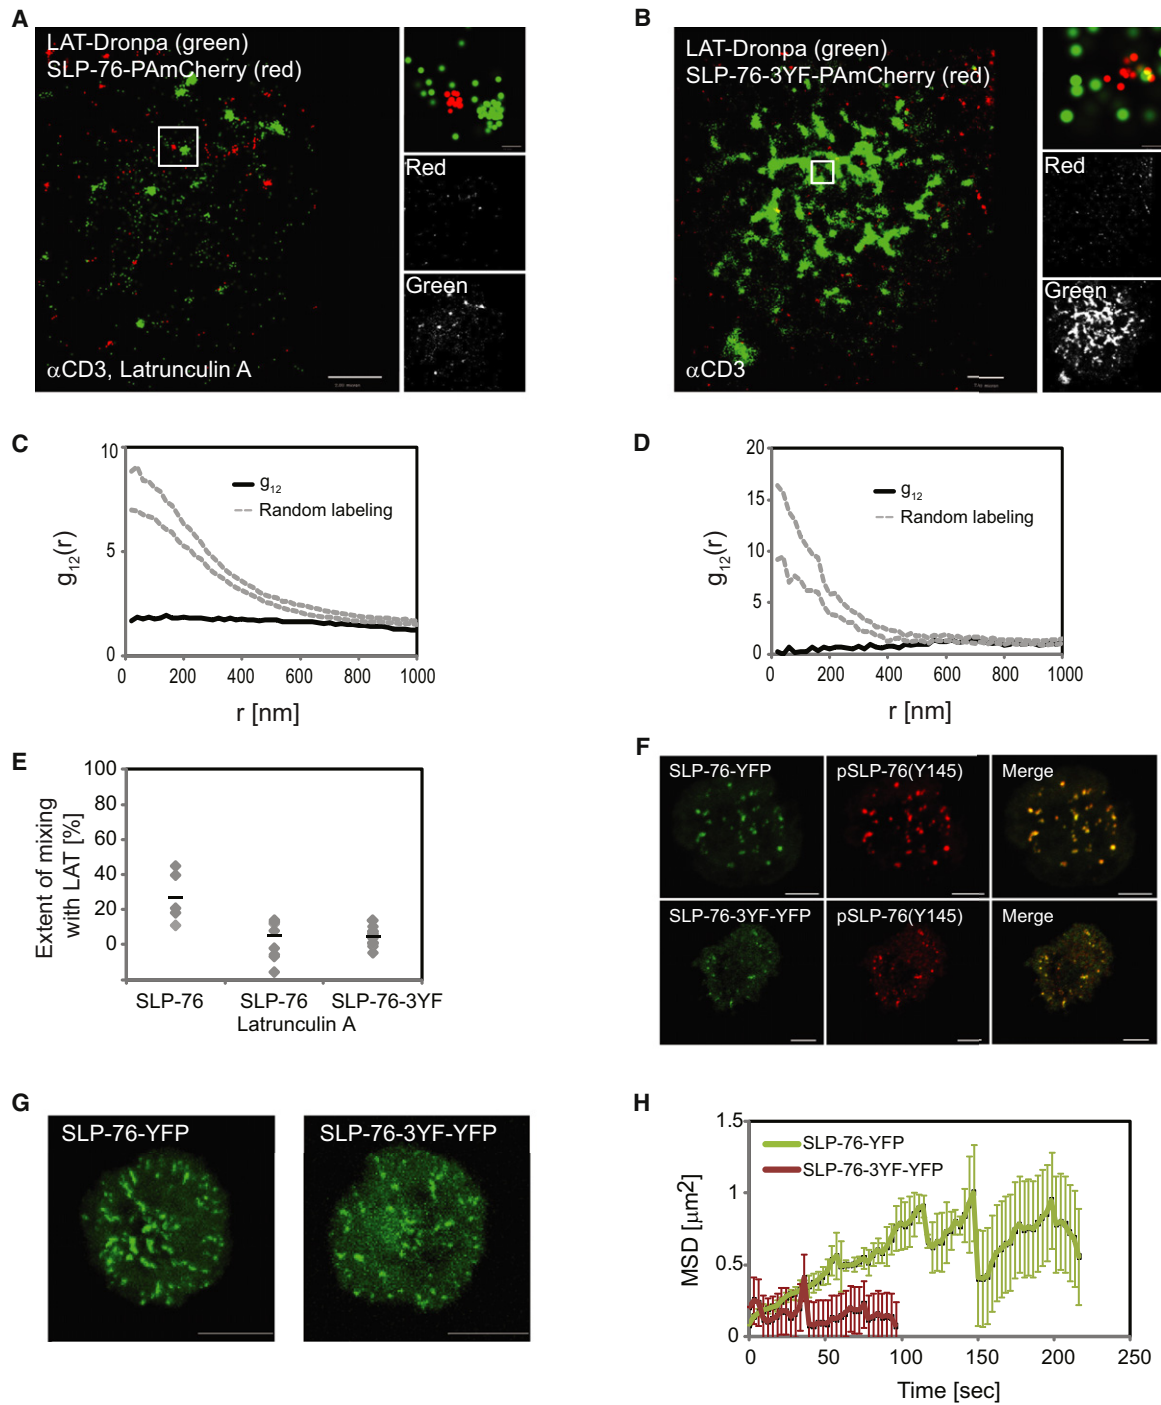 A
LAT-Dronpa (green)
SLP-76-PAmCherry (red)
αCD3, Latrunculin A
Red
Green
B
LAT-Dronpa (green)
SLP-76-3YF-PAmCherry (red)
αCD3
Red
Green
C
10
5
0
g12(r)
g12
Random labeling
0 200 400 600 800 1000
r [nm]
D
20
15
10
5
0
g12(r)
g12
Random labeling
0 200 400 600 800 1000
r [nm]
E
100
80
60
40
20
0
Extent of mixing
with LAT [%]
SLP-76 SLP-76 SLP-76-3YF
Latrunculin A
F
SLP-76-YFP pSLP-76(Y145) Merge
SLP-76-3YF-YFP pSLP-76(Y145) Merge
G
SLP-76-YFP SLP-76-3YF-YFP
H
1.5
1
0.5
0
MSD [μm2]
SLP-76-YFP
SLP-76-3YF-YFP
0 50 100 150 200 250
Time [sec]